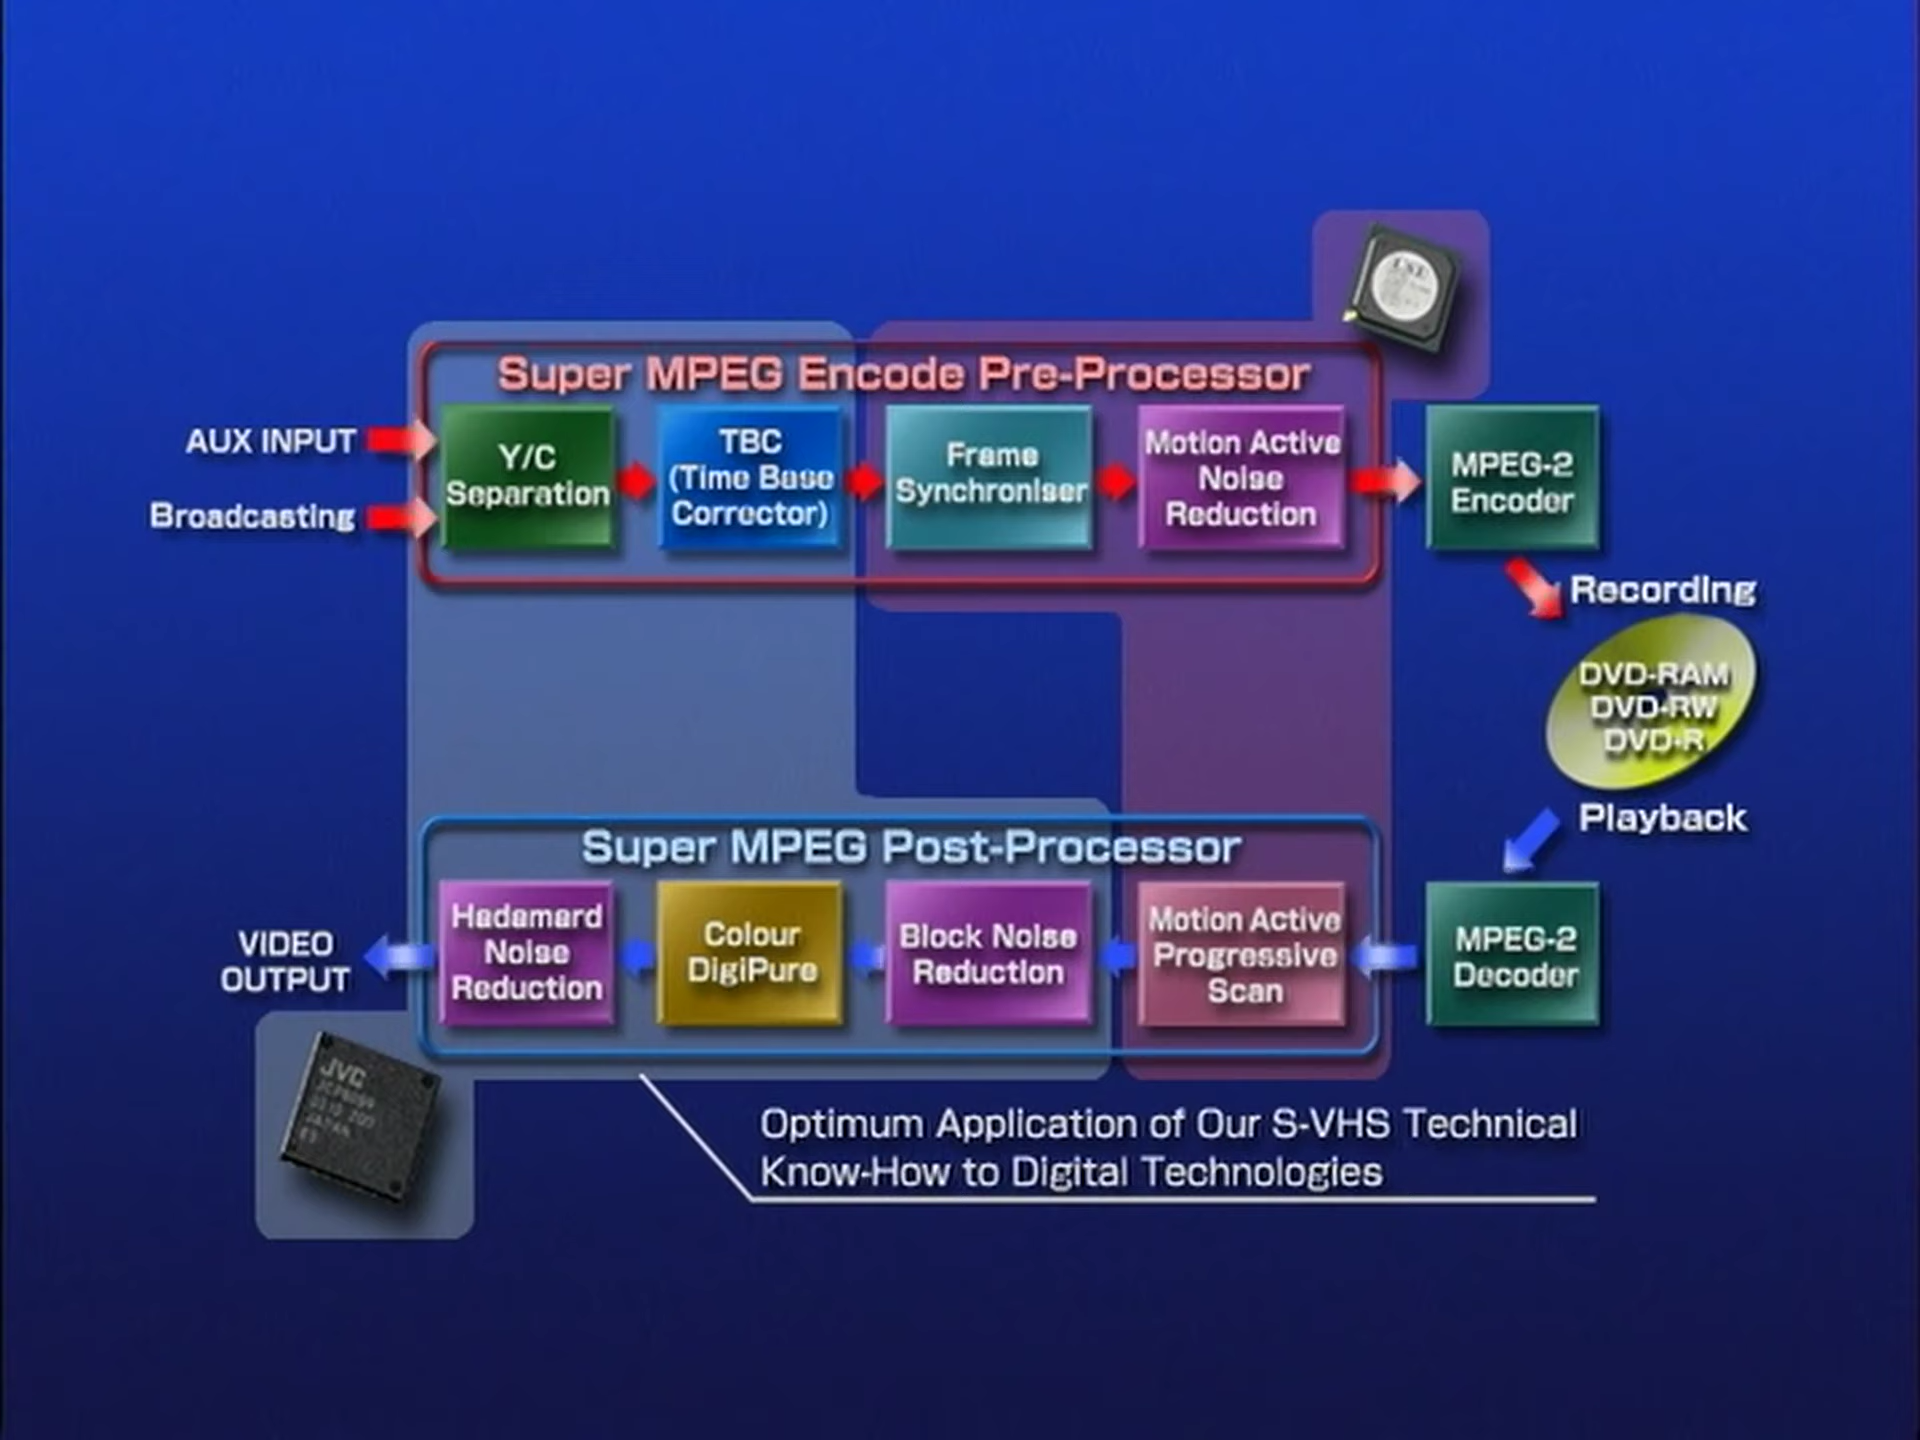 Super MPEG Encode Pre-Processor
AUX INPUT
Broadcasting
Y/C
Separation
TBC
(Time Base
Corrector)
Frame
Synchroniser
Motion Active
Noise
Reduction
MPEG-2
Encoder
Recording
DVD-RAM
DVD-RW
DVD-R
Playback
Super MPEG Post-Processor
VIDEO
OUTPUT
Hadamard
Noise
Reduction
Colour
DigiPure
Block Noise
Reduction
Motion Active
Progressive
Scan
MPEG-2
Decoder
JVC
Optimum Application of Our S-VHS Technical
Know-How to Digital Technologies